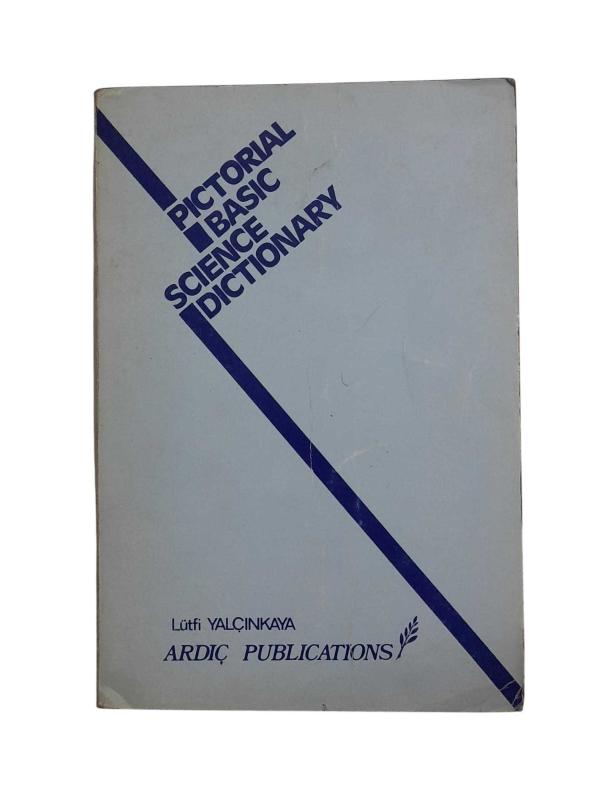 PICTORIAL
BASIC
SCIENCE
DICTIONARY
Lütfi YALÇINKAYA
ARDIÇ PUBLICATIONS